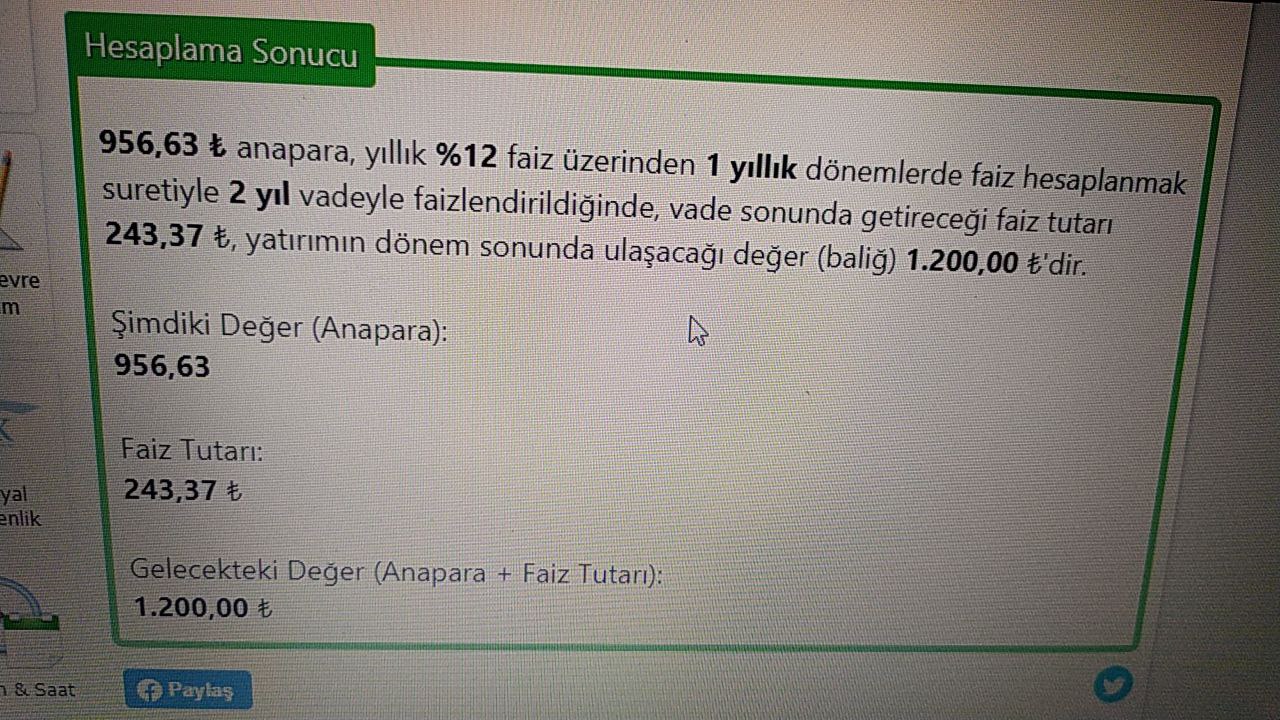 Hesaplama Sonucu
956,63 ₺ anapara, yıllık %12 faiz üzerinden 1 yıllık dönemlerde faiz hesaplanmak
suretiyle 2 yıl vadeyle faizlendirildiğinde, vade sonunda getireceği faiz tutarı
243,37 ₺, yatırımın dönem sonunda ulaşacağı değer (baliğ) 1.200,00 ₺'dir.
evre
m
Şimdiki Değer (Anapara):
956,63
Faiz Tutarı:
243,37 ₺
yal
enlik
Gelecekteki Değer (Anapara + Faiz Tutarı):
1.200,00 ₺
& Saat
Paylaş